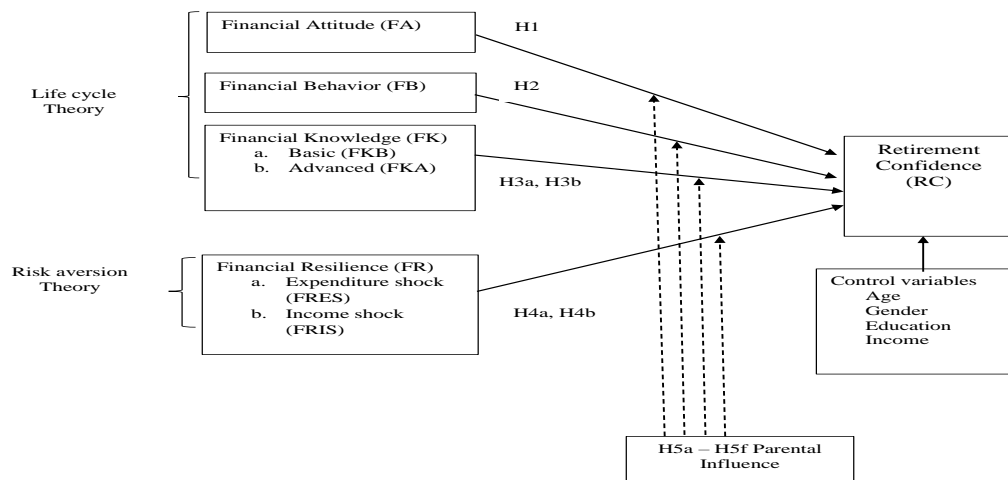 Financial Attitude (FA)
H1
Life cycle
Theory
Financial Behavior (FB)
H2
Financial Knowledge (FK)
a. Basic (FKB)
b. Advanced (FKA)
H3a, H3b
Retirement
Confidence
(RC)
Risk aversion
Theory
Financial Resilience (FR)
a. Expenditure shock
(FRES)
b. Income shock
(FRIS)
H4a, H4b
Control variables
Age
Gender
Education
Income
H5a – H5f Parental
Influence